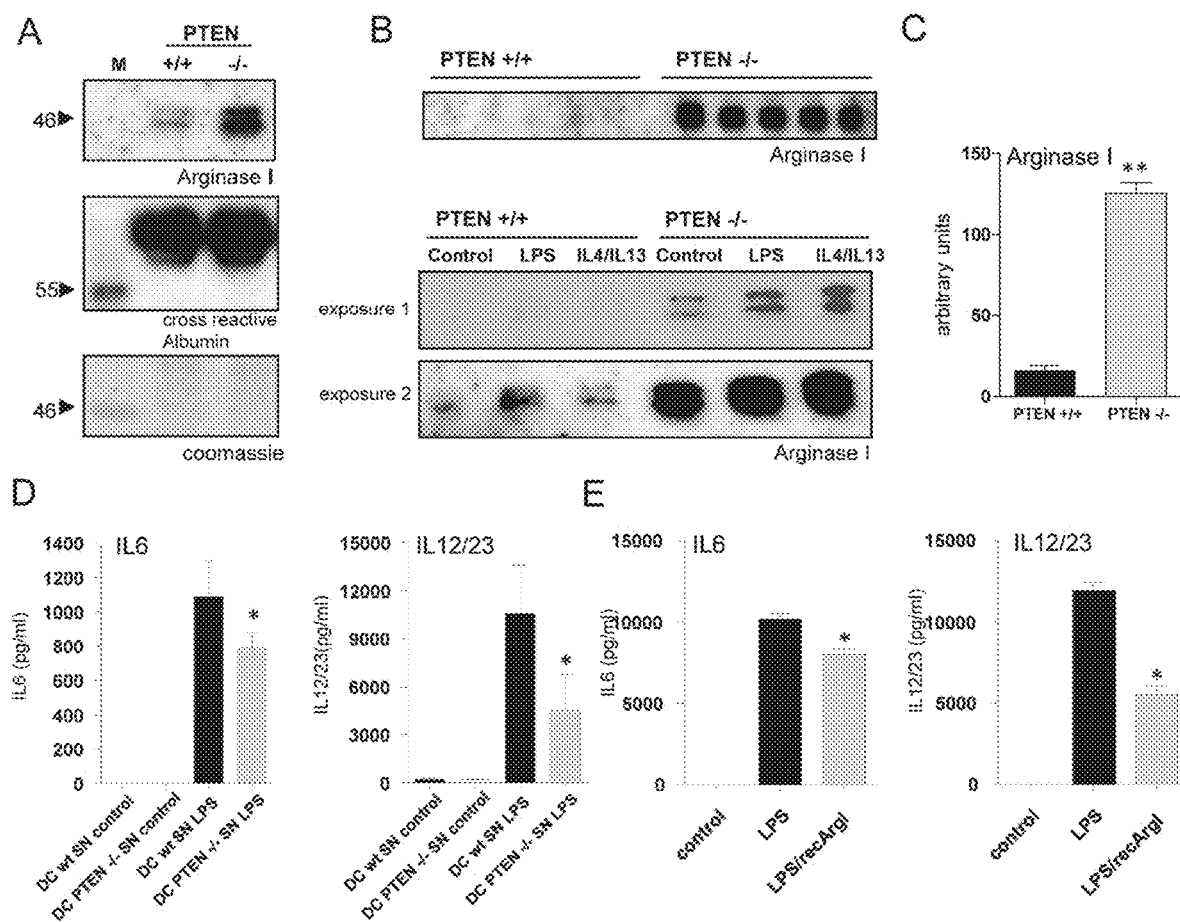 A
PTEN
M +/+ -/-
46
Arginase I
55
cross reactive
Albumin
46
coomassie
B
PTEN +/+ PTEN -/-
Arginase I
PTEN +/+ PTEN -/-
Control LPS IL4/IL13 Control LPS IL4/IL13
exposure 1
exposure 2
Arginase I
C
Arginase I
**
150
100
50
0
arbitrary units
PTEN +/+ PTEN -/-
D
IL6
1400
1200
1000
800
600
400
200
0
IL6 (pg/ml)
*
DC wt SN control
DC PTEN -/- SN control
DC wt SN LPS
DC PTEN -/- SN LPS
IL12/23
15000
12000
9000
6000
3000
0
IL12/23(pg/ml)
*
DC wt SN control
DC PTEN -/- SN control
DC wt SN LPS
DC PTEN -/- SN LPS
E
IL6
15000
10000
5000
0
IL6 (pg/ml)
*
control
LPS
LPS/recArgI
IL12/23
15000
10000
5000
0
IL12/23 (pg/ml)
*
control
LPS
LPS/recArgI